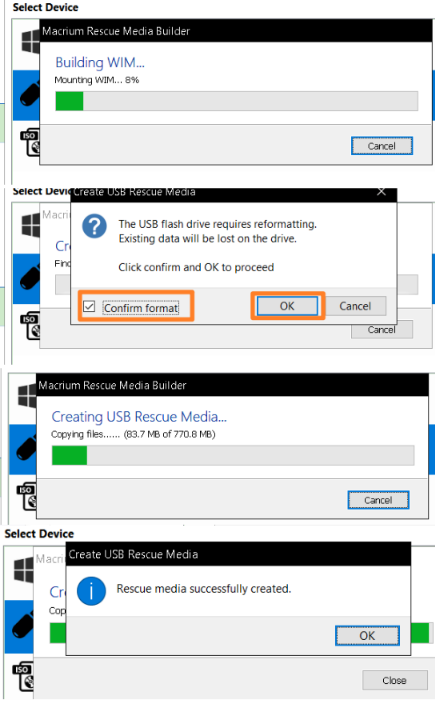 Select Device
Macrium Rescue Media Builder
Building WIM...
Mounting WIM... 8%
ISO
Cancel
Select Devic
Create USB Rescue Media
Macri
The USB flash drive requires reformatting.
Existing data will be lost on the drive.
Cr
Find
Click confirm and OK to proceed
Confirm format
OK
Cancel
ISO
Cancel
Macrium Rescue Media Builder
Creating USB Rescue Media...
Copying files...... (83.7 MB of 770.8 MB)
ISO
Cancel
Select Device
Macri
Create USB Rescue Media
Cre
Rescue media successfully created.
Cop
OK
ISO
Close